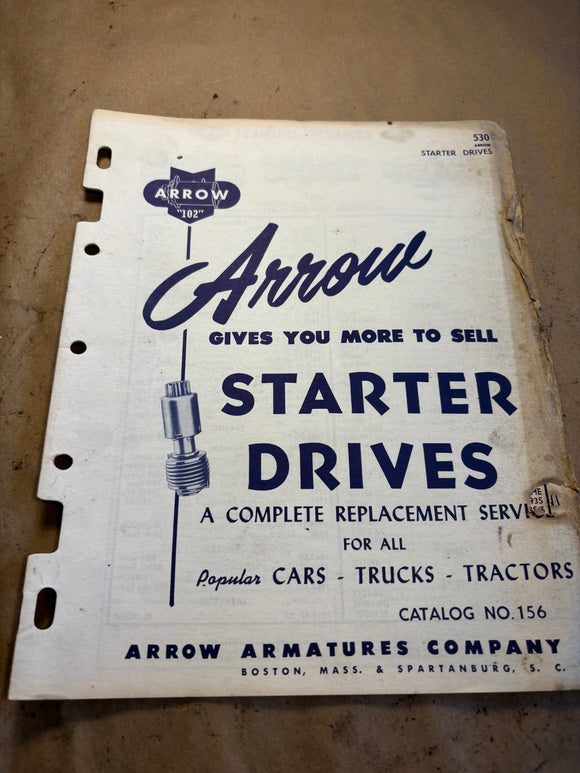 530
ARROW
STARTER DRIVES
ARROW
"102"
Arrow
GIVES YOU MORE TO SELL
STARTER
DRIVES
A COMPLETE REPLACEMENT SERVICE
FOR ALL
Popular CARS - TRUCKS - TRACTORS
CATALOG NO. 156
ARROW ARMATURES COMPANY
BOSTON, MASS. & SPARTANBURG, S. C.